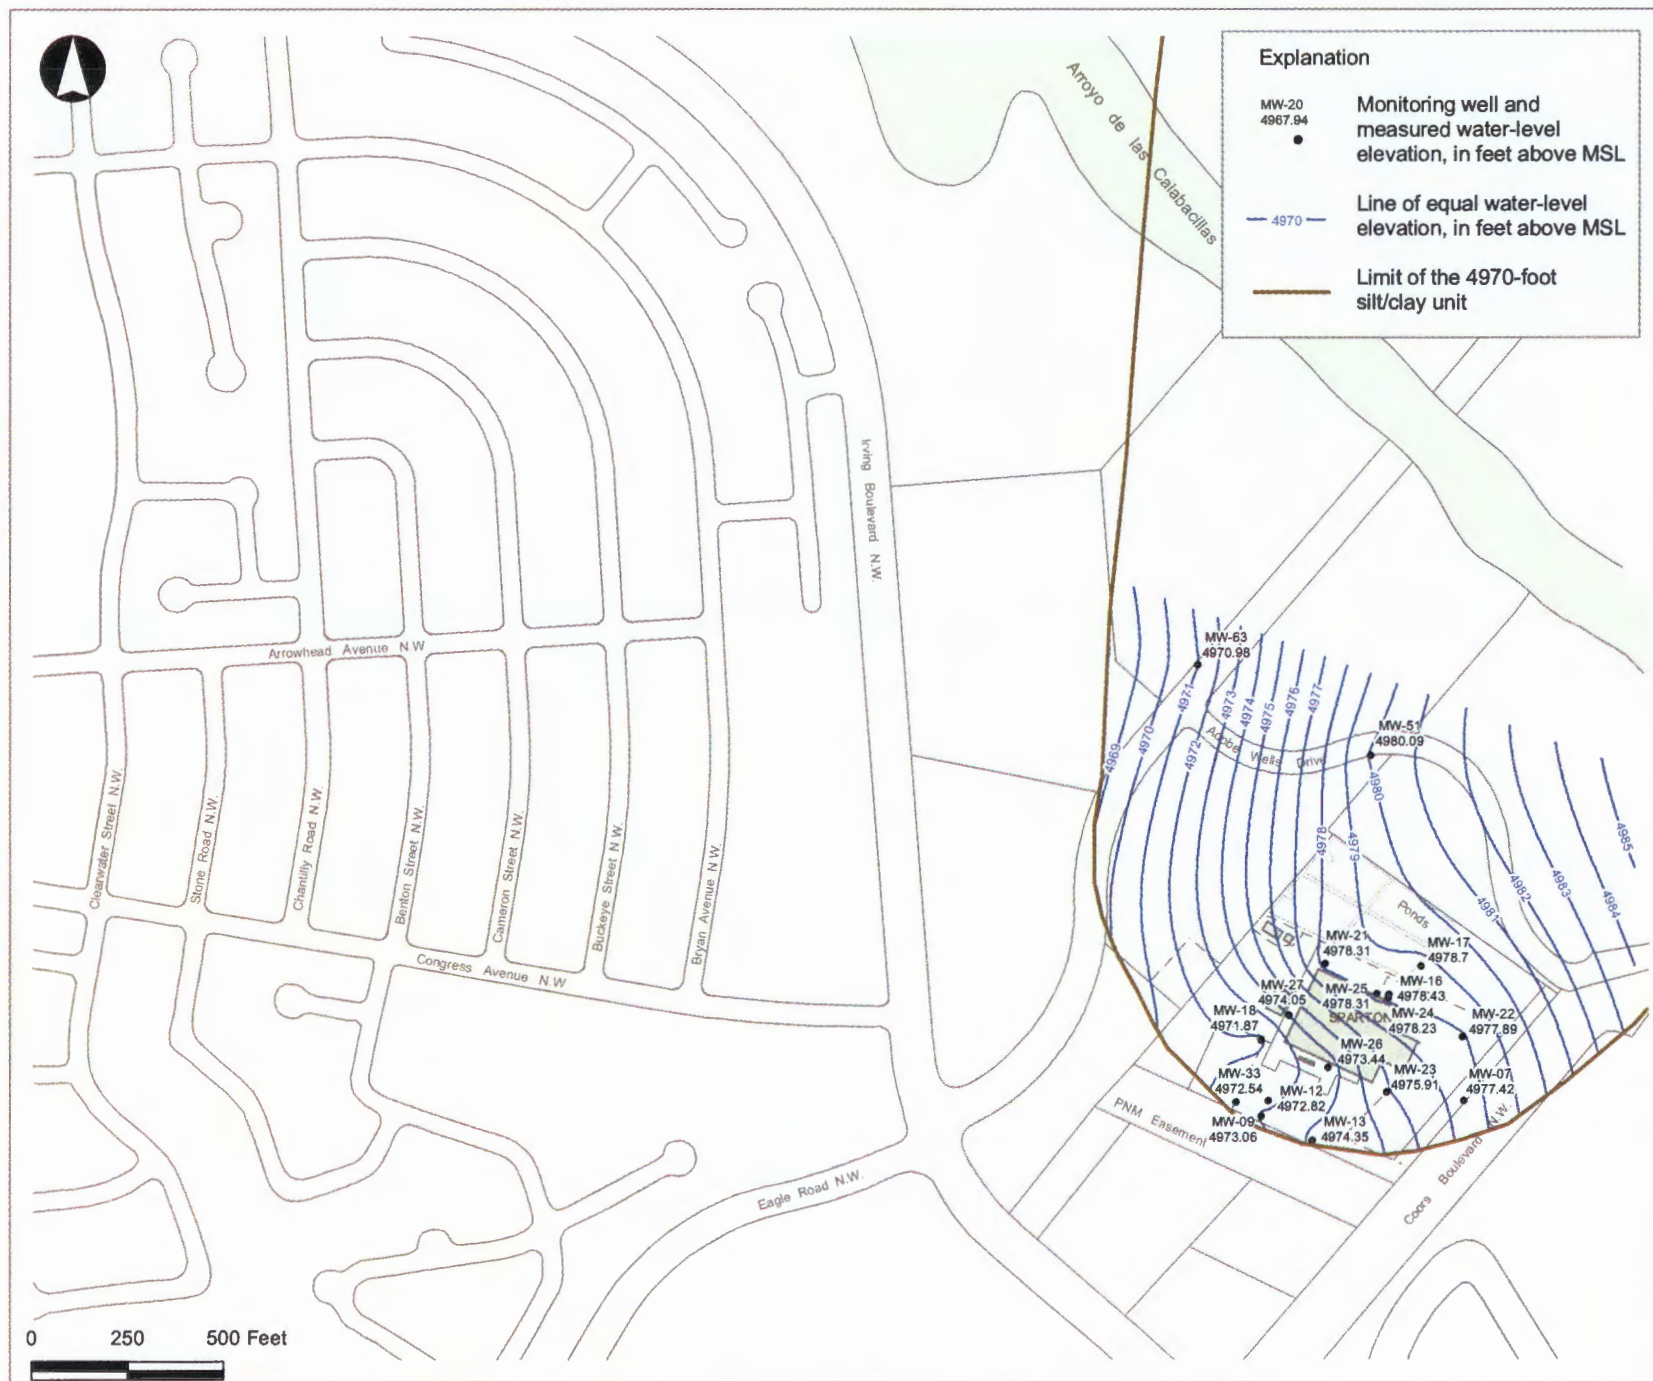 Explanation
MW-20
4967.94
Monitoring well and
measured water-level
elevation, in feet above MSL
4970
Line of equal water-level
elevation, in feet above MSL
Limit of the 4970-foot
silt/clay unit
Arroyo de las Calabacillas
Irving Boulevard N.W.
Arrowhead Avenue N W
Clearwater Street N.W.
Stone Road N.W.
Chantilly Road N.W.
Benton Street N.W.
Cameron Street N.W.
Buckeye Street N.W.
Bryan Avenue N.W.
Congress Avenue N.W
Eagle Road N.W.
PNM Easement
Coors Boulevard N.W.
Adobe Wells Drive
Ponds
SPARTON
MW-63
4970.98
MW-51
4980.09
4969
4970
4971
4972
4973
4974
4975
4976
4977
4978
4979
4980
4981
4982
4983
4984
4985
MW-21
4978.31
MW-17
4978.7
MW-27
4974.05
MW-25
4978.31
MW-16
4978.43
MW-18
4971.87
MW-24
4978.23
MW-22
4977.89
MW-26
4973.44
MW-33
4972.54
MW-12
4972.82
MW-23
4975.91
MW-07
4977.42
MW-09
4973.06
MW-13
4974.35
0 250 500 Feet